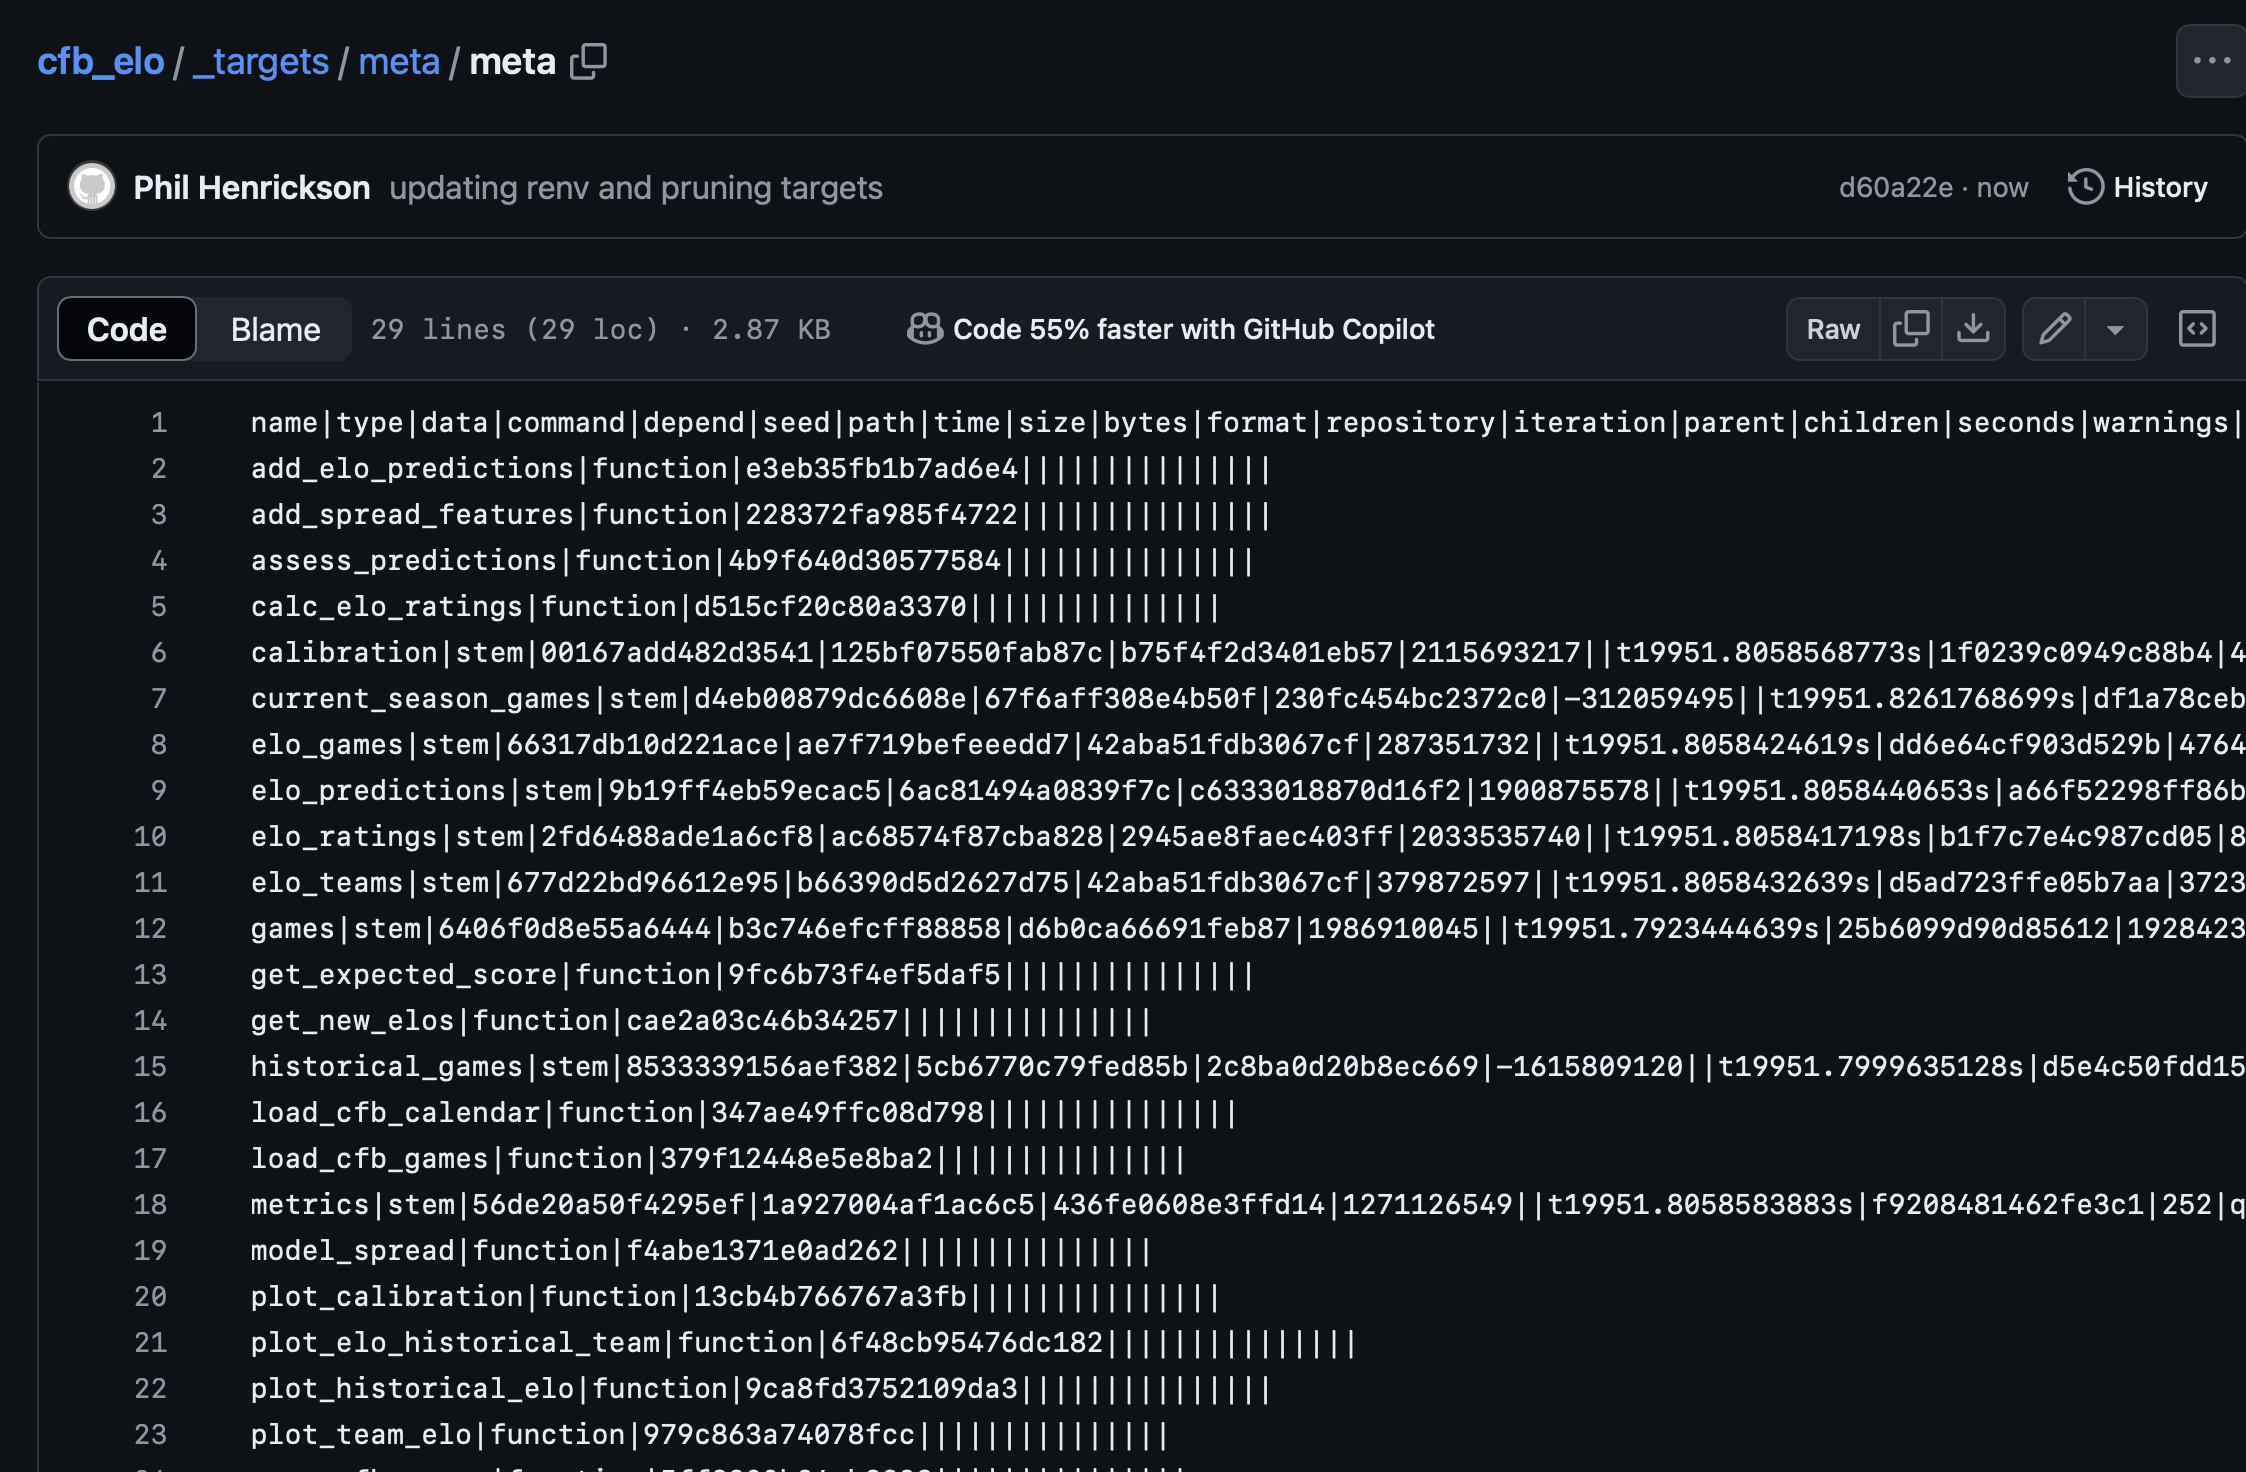 cfb_elo / _targets / meta / meta
Phil Henrickson updating renv and pruning targets d60a22e · now History
Code Blame 29 lines (29 loc) · 2.87 KB Code 55% faster with GitHub Copilot Raw
1 name|type|data|command|depend|seed|path|time|size|bytes|format|repository|iteration|parent|children|seconds|warnings|
2 add_elo_predictions|function|e3eb35fb1b7ad6e4|||||||||||||||
3 add_spread_features|function|228372fa985f4722|||||||||||||||
4 assess_predictions|function|4b9f640d30577584|||||||||||||||
5 calc_elo_ratings|function|d515cf20c80a3370|||||||||||||||
6 calibration|stem|00167add482d3541|125bf07550fab87c|b75f4f2d3401eb57|2115693217||t19951.8058568773s|1f0239c0949c88b4|4
7 current_season_games|stem|d4eb00879dc6608e|67f6aff308e4b50f|230fc454bc2372c0|-312059495||t19951.8261768699s|df1a78ceb
8 elo_games|stem|66317db10d221ace|ae7f719befeeedd7|42aba51fdb3067cf|287351732||t19951.8058424619s|dd6e64cf903d529b|4764
9 elo_predictions|stem|9b19ff4eb59ecac5|6ac81494a0839f7c|c6333018870d16f2|1900875578||t19951.8058440653s|a66f52298ff86b
10 elo_ratings|stem|2fd6488ade1a6cf8|ac68574f87cba828|2945ae8faec403ff|2033535740||t19951.8058417198s|b1f7c7e4c987cd05|8
11 elo_teams|stem|677d22bd96612e95|b66390d5d2627d75|42aba51fdb3067cf|379872597||t19951.8058432639s|d5ad723ffe05b7aa|3723
12 games|stem|6406f0d8e55a6444|b3c746efcff88858|d6b0ca66691feb87|1986910045||t19951.7923444639s|25b6099d90d85612|1928423
13 get_expected_score|function|9fc6b73f4ef5daf5|||||||||||||||
14 get_new_elos|function|cae2a03c46b34257|||||||||||||||
15 historical_games|stem|8533339156aef382|5cb6770c79fed85b|2c8ba0d20b8ec669|-1615809120||t19951.7999635128s|d5e4c50fdd15
16 load_cfb_calendar|function|347ae49ffc08d798|||||||||||||||
17 load_cfb_games|function|379f12448e5e8ba2|||||||||||||||
18 metrics|stem|56de20a50f4295ef|1a927004af1ac6c5|436fe0608e3ffd14|1271126549||t19951.8058583883s|f9208481462fe3c1|252|q
19 model_spread|function|f4abe1371e0ad262|||||||||||||||
20 plot_calibration|function|13cb4b766767a3fb|||||||||||||||
21 plot_elo_historical_team|function|6f48cb95476dc182|||||||||||||||
22 plot_historical_elo|function|9ca8fd3752109da3|||||||||||||||
23 plot_team_elo|function|979c863a74078fcc|||||||||||||||